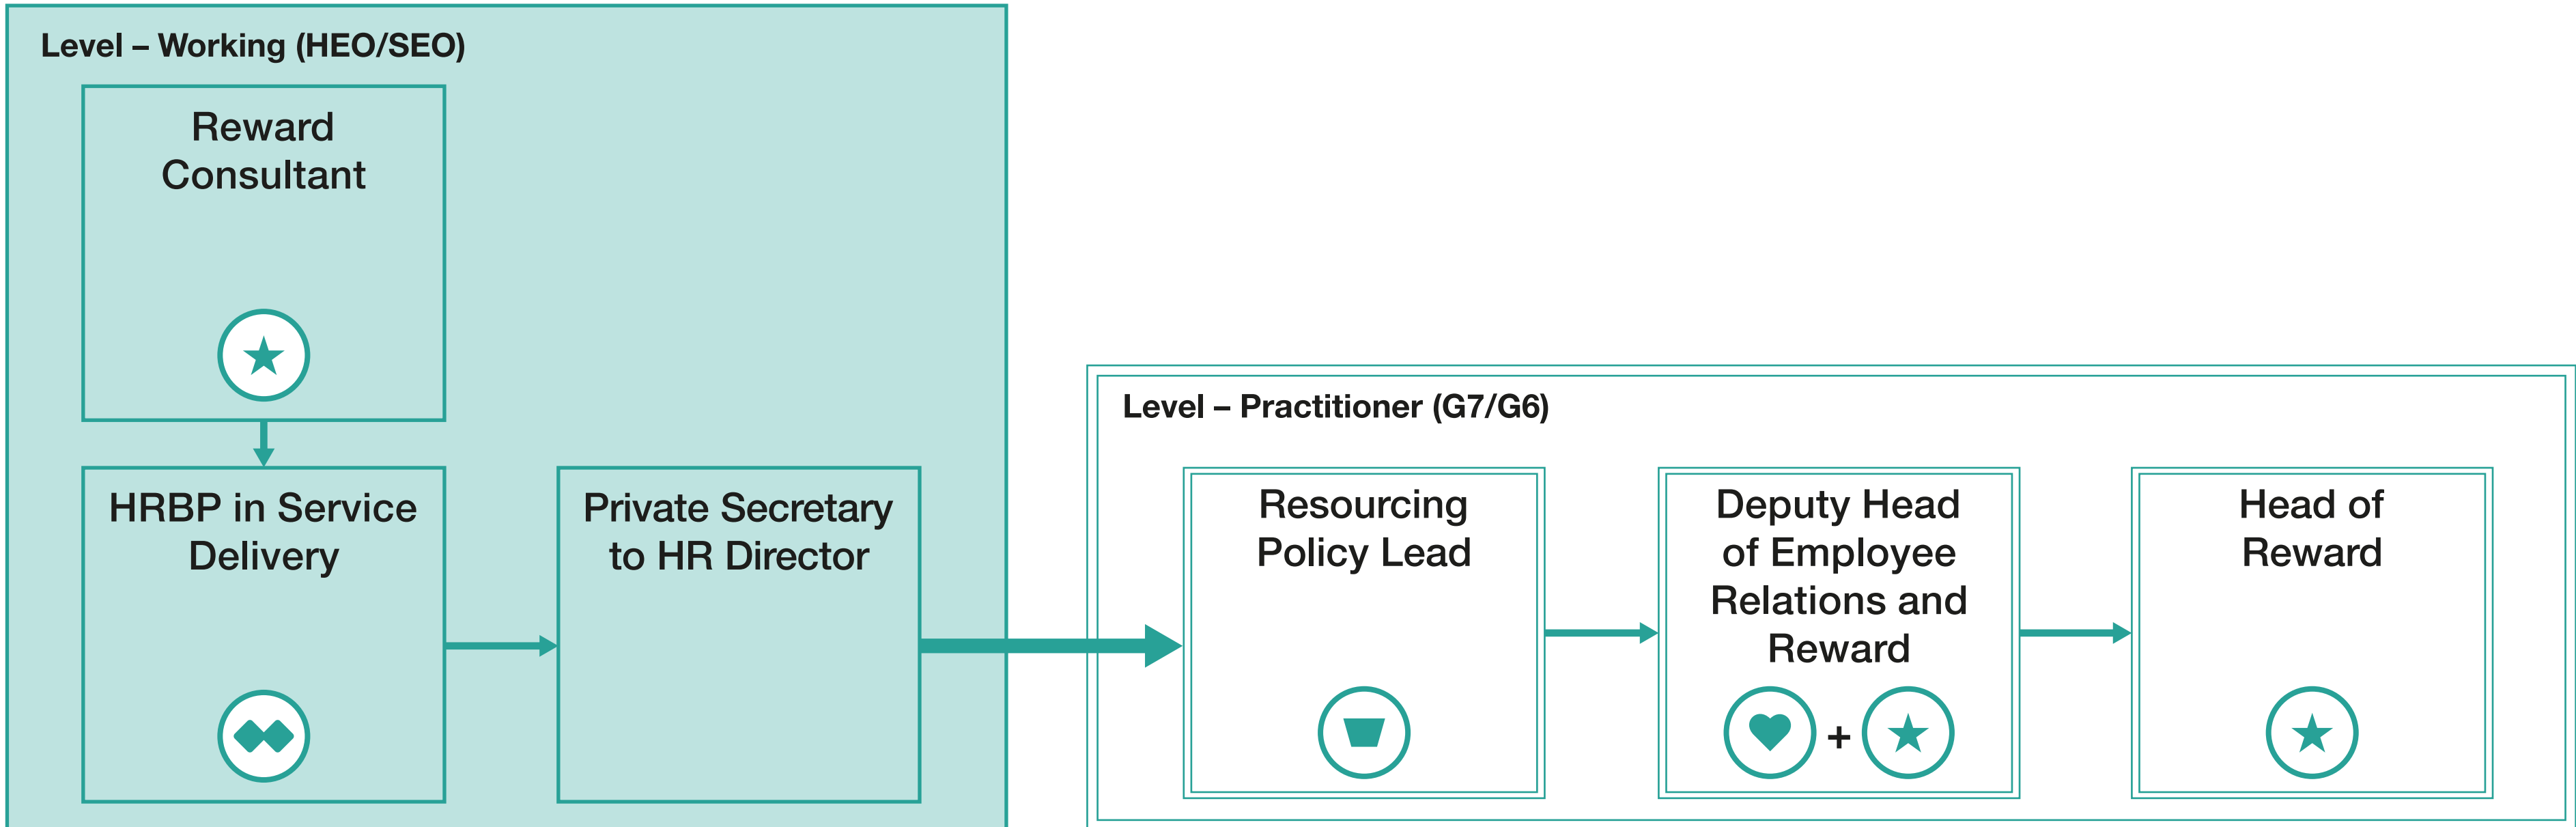 Level – Working (HEO/SEO)
Reward
Consultant
HRBP in Service
Delivery
Private Secretary
to HR Director
Level – Practitioner (G7/G6)
Resourcing
Policy Lead
Deputy Head
of Employee
Relations and
Reward
+
Head of
Reward